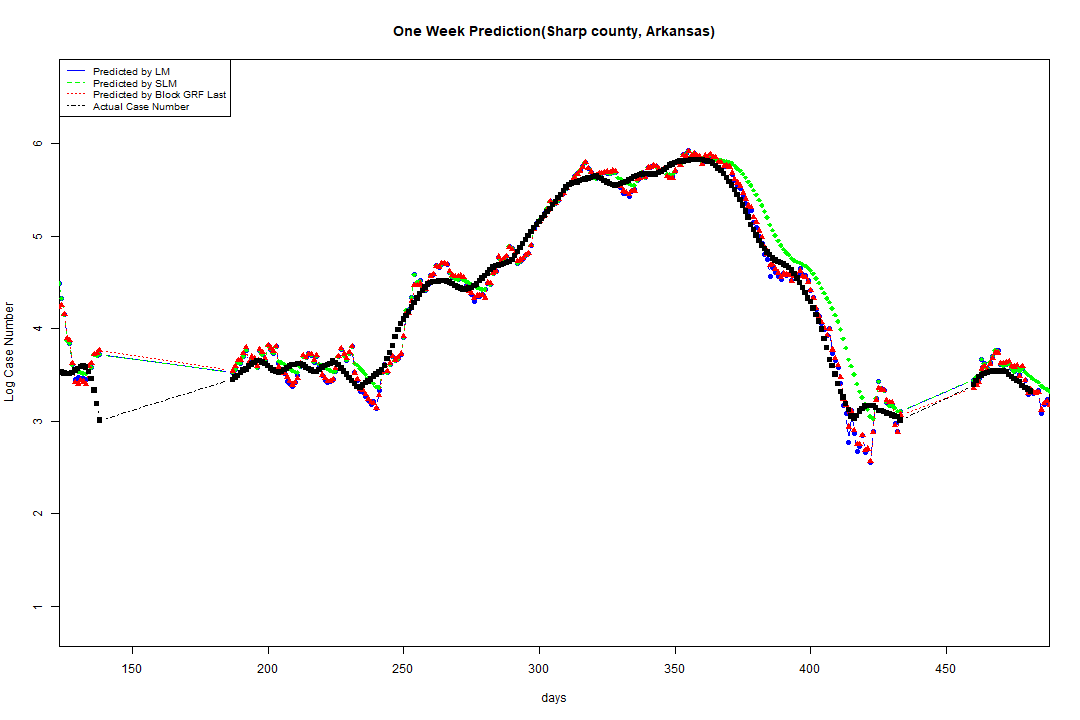 One Week Prediction(Sharp county, Arkansas)
Predicted by LM
Predicted by SLM
Predicted by Block GRF Last
Actual Case Number
6
5
4
3
2
1
Log Case Number
150 200 250 300 350 400 450
days